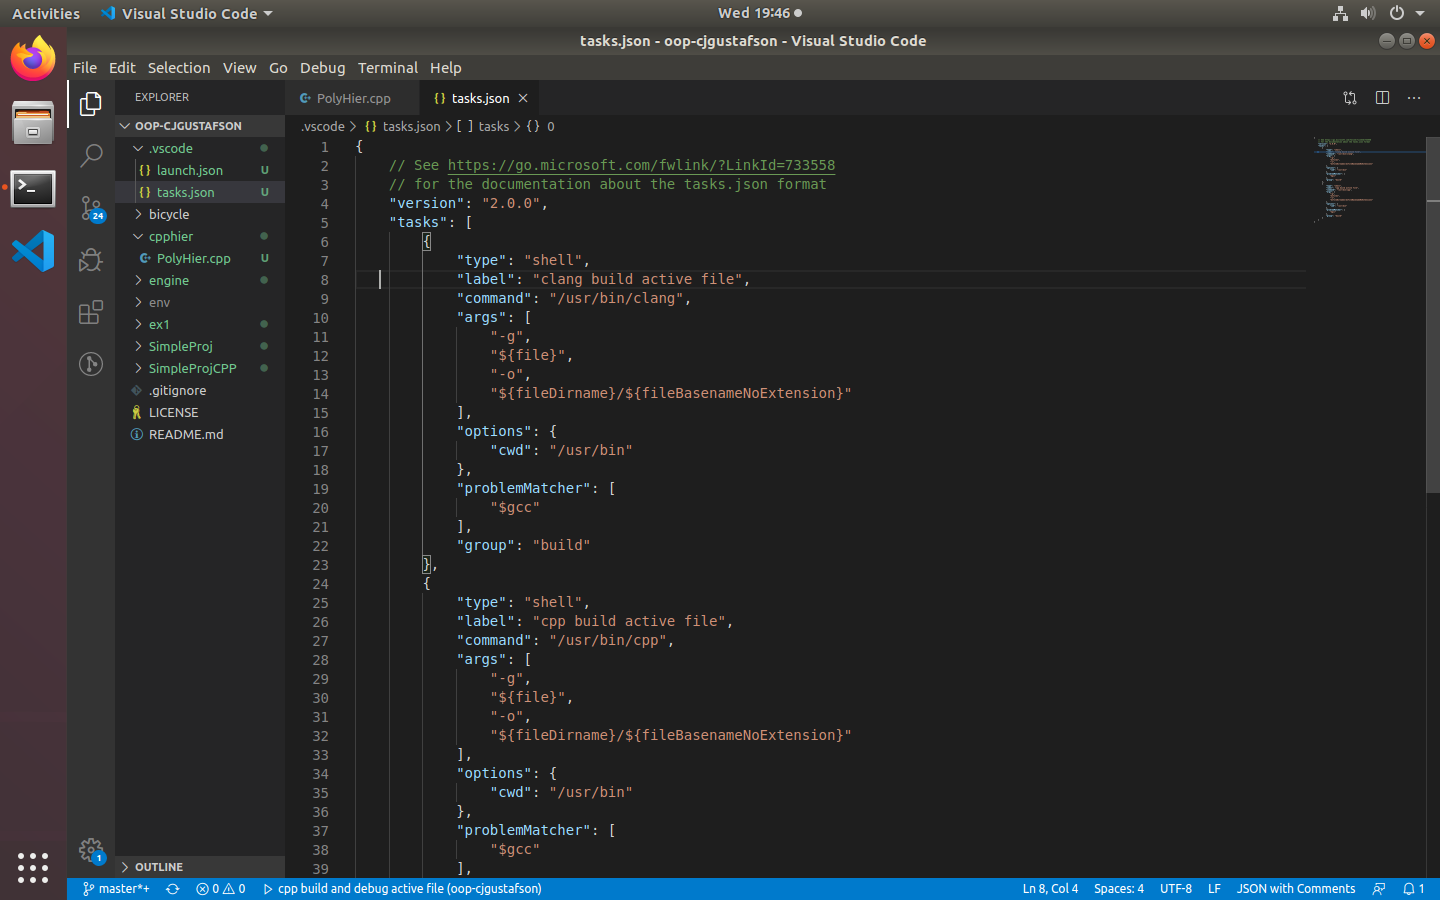 Activities
Visual Studio Code
Wed 19:46
tasks.json - oop-cjgustafson - Visual Studio Code
File Edit Selection View Go Debug Terminal Help
EXPLORER
OOP-CJGUSTAFSON
.vscode
launch.json U
tasks.json U
bicycle
cpphier
PolyHier.cpp U
engine
env
ex1
SimpleProj
SimpleProjCPP
.gitignore
LICENSE
README.md
OUTLINE
24
1
PolyHier.cpp
tasks.json
.vscode > {} tasks.json > [ ] tasks > {} 0
1 {
2 // See https://go.microsoft.com/fwlink/?LinkId=733558
3 // for the documentation about the tasks.json format
4 "version": "2.0.0",
5 "tasks": [
6 {
7 "type": "shell",
8 "label": "clang build active file",
9 "command": "/usr/bin/clang",
10 "args": [
11 "-g",
12 "${file}",
13 "-o",
14 "${fileDirname}/${fileBasenameNoExtension}"
15 ],
16 "options": {
17 "cwd": "/usr/bin"
18 },
19 "problemMatcher": [
20 "$gcc"
21 ],
22 "group": "build"
23 },
24 {
25 "type": "shell",
26 "label": "cpp build active file",
27 "command": "/usr/bin/cpp",
28 "args": [
29 "-g",
30 "${file}",
31 "-o",
32 "${fileDirname}/${fileBasenameNoExtension}"
33 ],
34 "options": {
35 "cwd": "/usr/bin"
36 },
37 "problemMatcher": [
38 "$gcc"
39 ],
master*+ 0 0 cpp build and debug active file (oop-cjgustafson)
Ln 8, Col 4 Spaces: 4 UTF-8 LF JSON with Comments 1